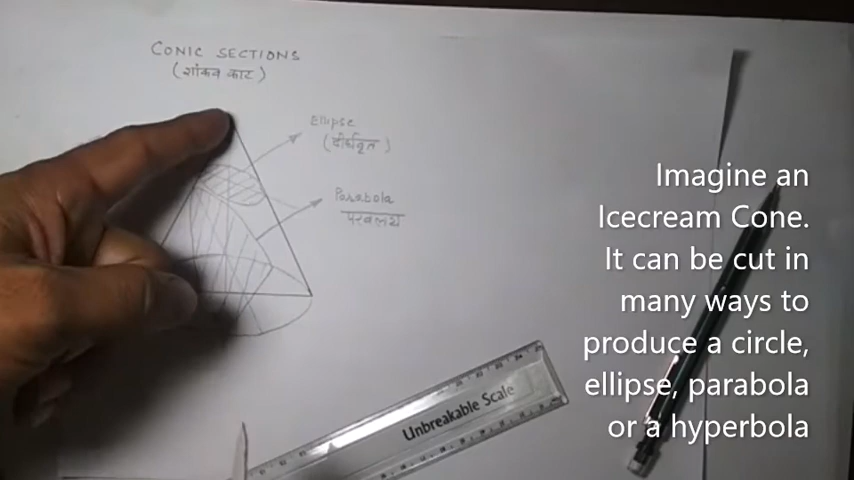 CONIC SECTIONS
(शांकव काट)
Ellipse
(दीर्घवृत)
Parabola
परवलय
Imagine an
Icecream Cone.
It can be cut in
many ways to
produce a circle,
ellipse, parabola
or a hyperbola
Unbreakable Scale